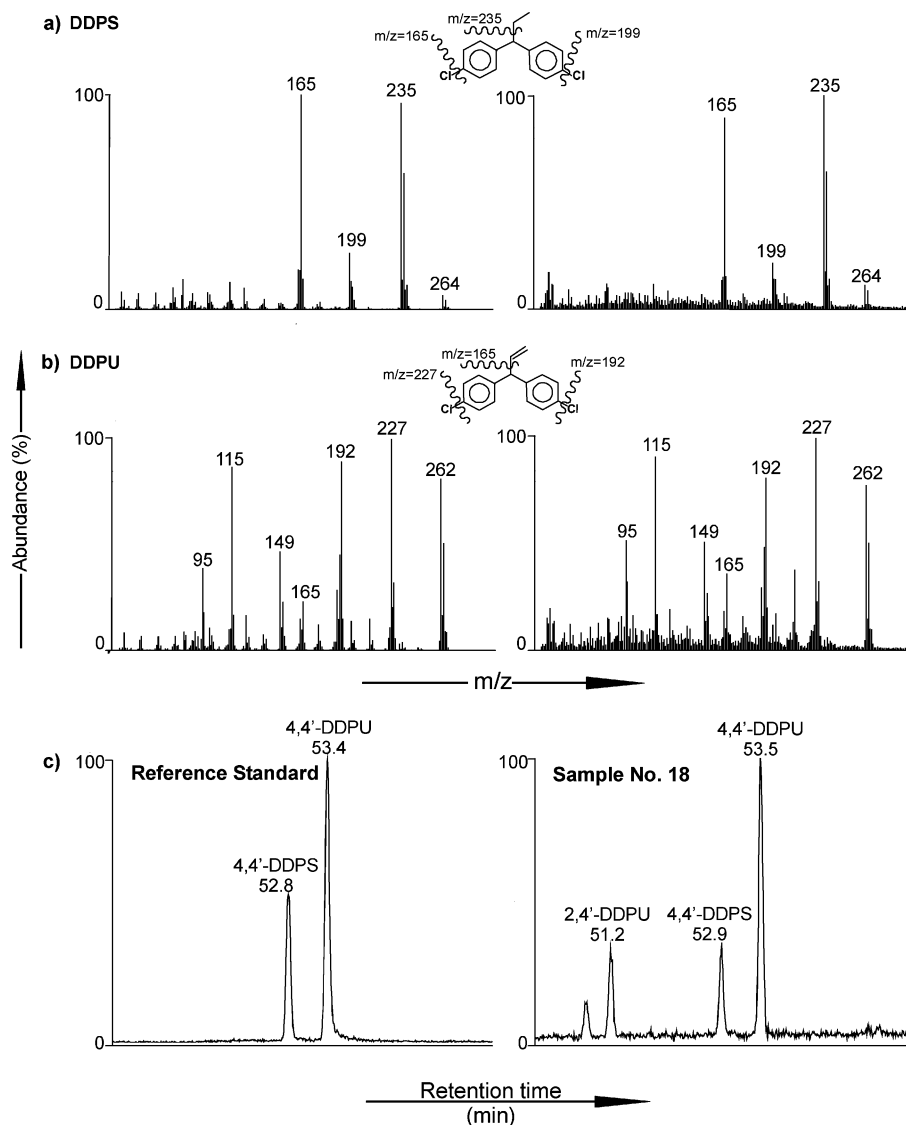 a) DDPS
m/z=235
m/z=165
m/z=199
Cl
Cl
100
0
165
199
235
264
100
0
165
199
235
264
b) DDPU
m/z=165
m/z=227
m/z=192
Cl
Cl
100
0
95
115
149
165
192
227
262
100
0
95
115
149
165
192
227
262
Abundance (%)
m/z
c)
100
0
Reference Standard
4,4'-DDPS
52.8
4,4'-DDPU
53.4
100
0
Sample No. 18
2,4'-DDPU
51.2
4,4'-DDPS
52.9
4,4'-DDPU
53.5
Retention time
(min)